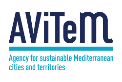 AViTeM
Agency for sustainable Mediterranean
cities and territories